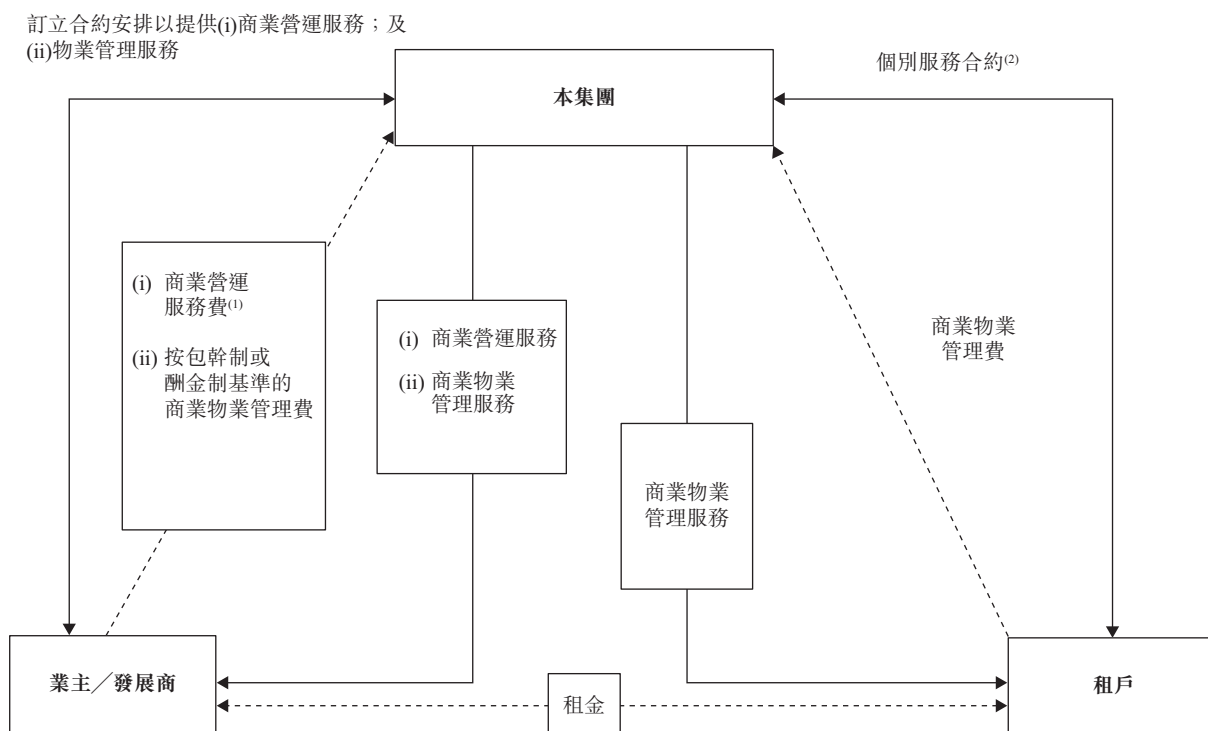 訂立合約安排以提供(i)商業營運服務；及
(ii)物業管理服務
本集團
個別服務合約(2)
(i) 商業營運
服務費(1)
(ii) 按包幹制或
酬金制基準的
商業物業管理費
(i) 商業營運服務
(ii) 商業物業
管理服務
商業物業
管理服務
商業物業
管理費
業主／發展商
租金
租戶